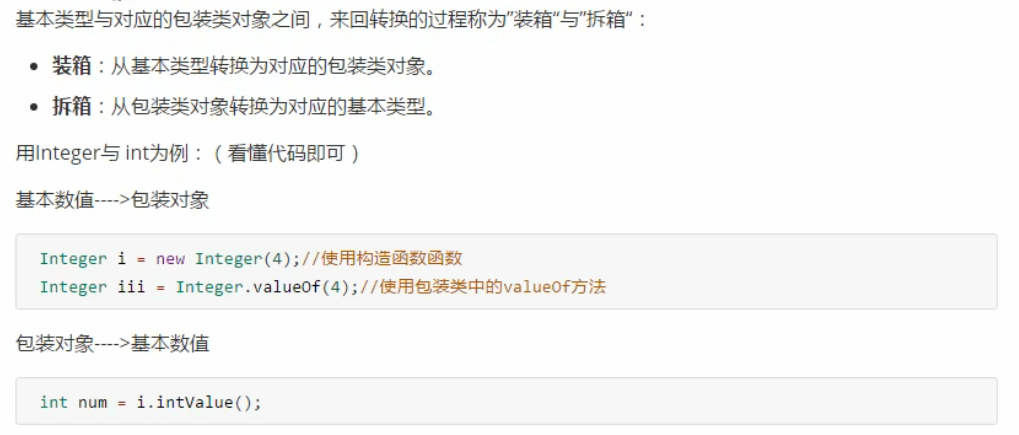 基本类型与对应的包装类对象之间，来回转换的过程称为”装箱“与”拆箱“：
• 装箱：从基本类型转换为对应的包装类对象。
• 拆箱：从包装类对象转换为对应的基本类型。
用Integer与 int为例：（看懂代码即可）
基本数值---->包装对象
Integer i = new Integer(4);//使用构造函数函数
Integer iii = Integer.valueOf(4);//使用包装类中的valueOf方法
包装对象---->基本数值
int num = i.intValue();